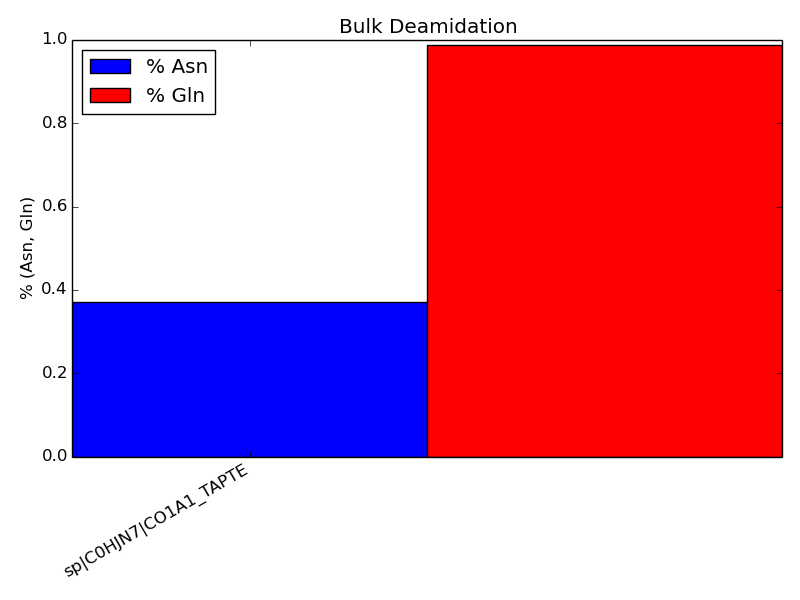 Bulk Deamidation
% Asn
% Gln
% (Asn, Gln)
1.0
0.8
0.6
0.4
0.2
0.0
sp|C0HJN7|CO1A1_TAPTE